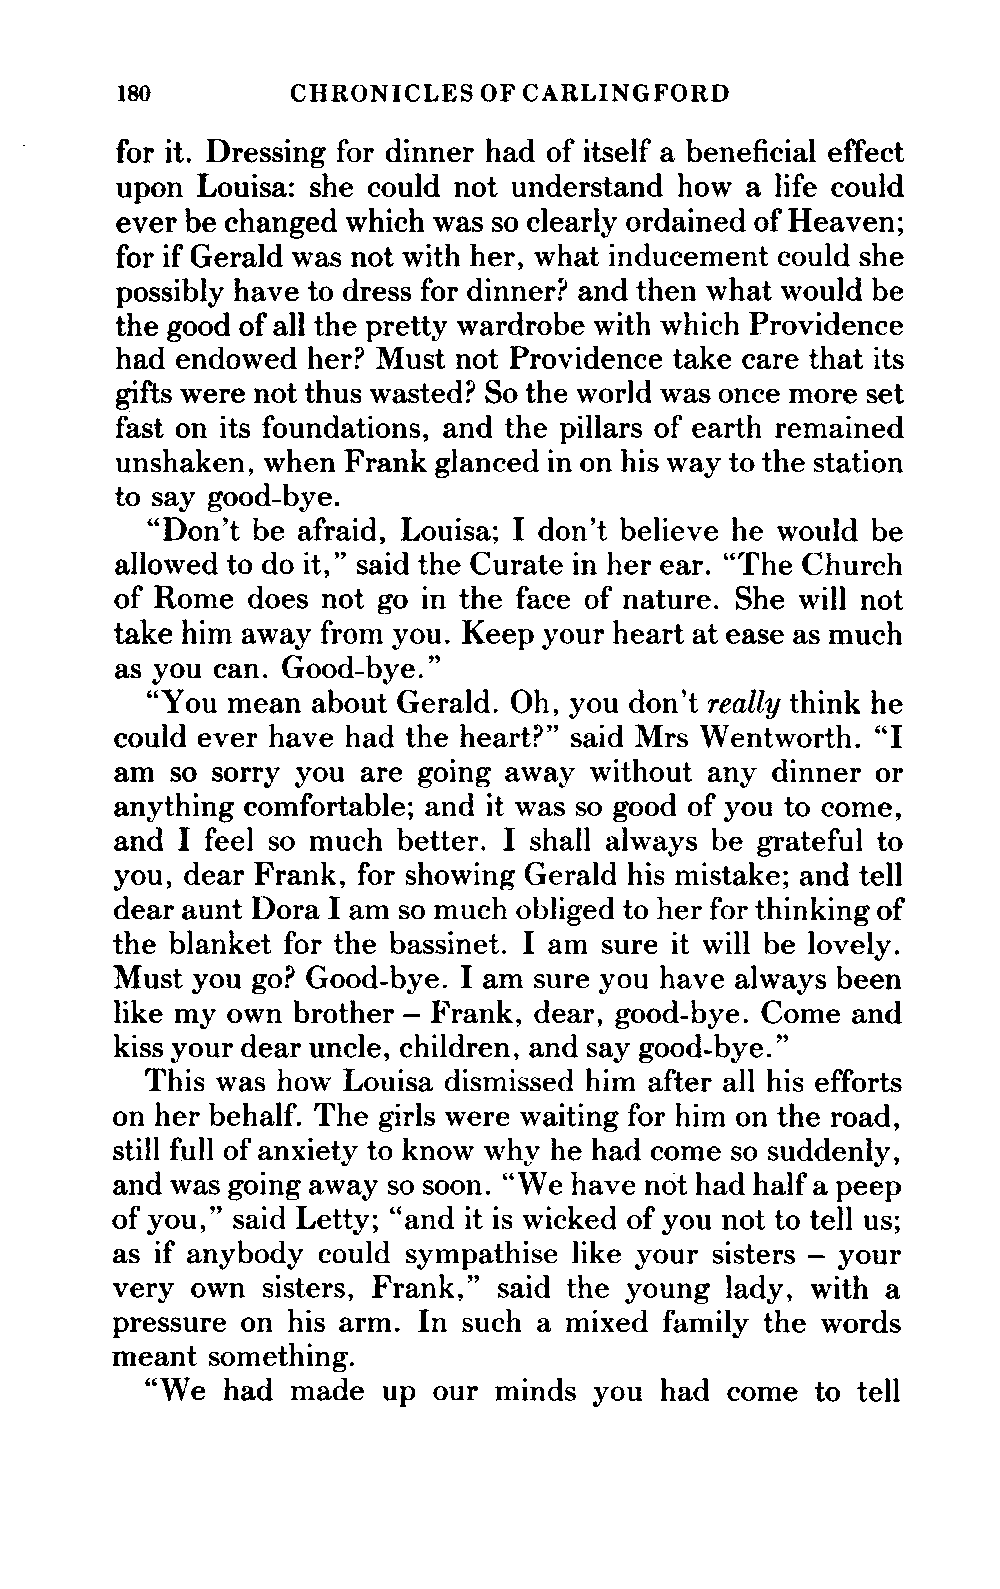 180 CHRONICLES OF CARLINGFORD
for it. Dressing for dinner had of itself a beneficial effect
upon Louisa: she could not understand how a life could
ever be changed which was so clearly ordained of Heaven;
for if Gerald was not with her, what inducement could she
possibly have to dress for dinner? and then what would be
the good of all the pretty wardrobe with which Providence
had endowed her? Must not Providence take care that its
gifts were not thus wasted? So the world was once more set
fast on its foundations, and the pillars of earth remained
unshaken, when Frank glanced in on his way to the station
to say good-bye.
“Don’t be afraid, Louisa; I don’t believe he would be
allowed to do it,” said the Curate in her ear. “The Church
of Rome does not go in the face of nature. She will not
take him away from you. Keep your heart at ease as much
as you can. Good-bye.”
“You mean about Gerald. Oh, you don’t really think he
could ever have had the heart?” said Mrs Wentworth. “I
am so sorry you are going away without any dinner or
anything comfortable; and it was so good of you to come,
and I feel so much better. I shall always be grateful to
you, dear Frank, for showing Gerald his mistake; and tell
dear aunt Dora I am so much obliged to her for thinking of
the blanket for the bassinet. I am sure it will be lovely.
Must you go? Good-bye. I am sure you have always been
like my own brother – Frank, dear, good-bye. Come and
kiss your dear uncle, children, and say good-bye.”
This was how Louisa dismissed him after all his efforts
on her behalf. The girls were waiting for him on the road,
still full of anxiety to know why he had come so suddenly,
and was going away so soon. “We have not had half a peep
of you,” said Letty; “and it is wicked of you not to tell us;
as if anybody could sympathise like your sisters – your
very own sisters, Frank,” said the young lady, with a
pressure on his arm. In such a mixed family the words
meant something.
“We had made up our minds you had come to tell